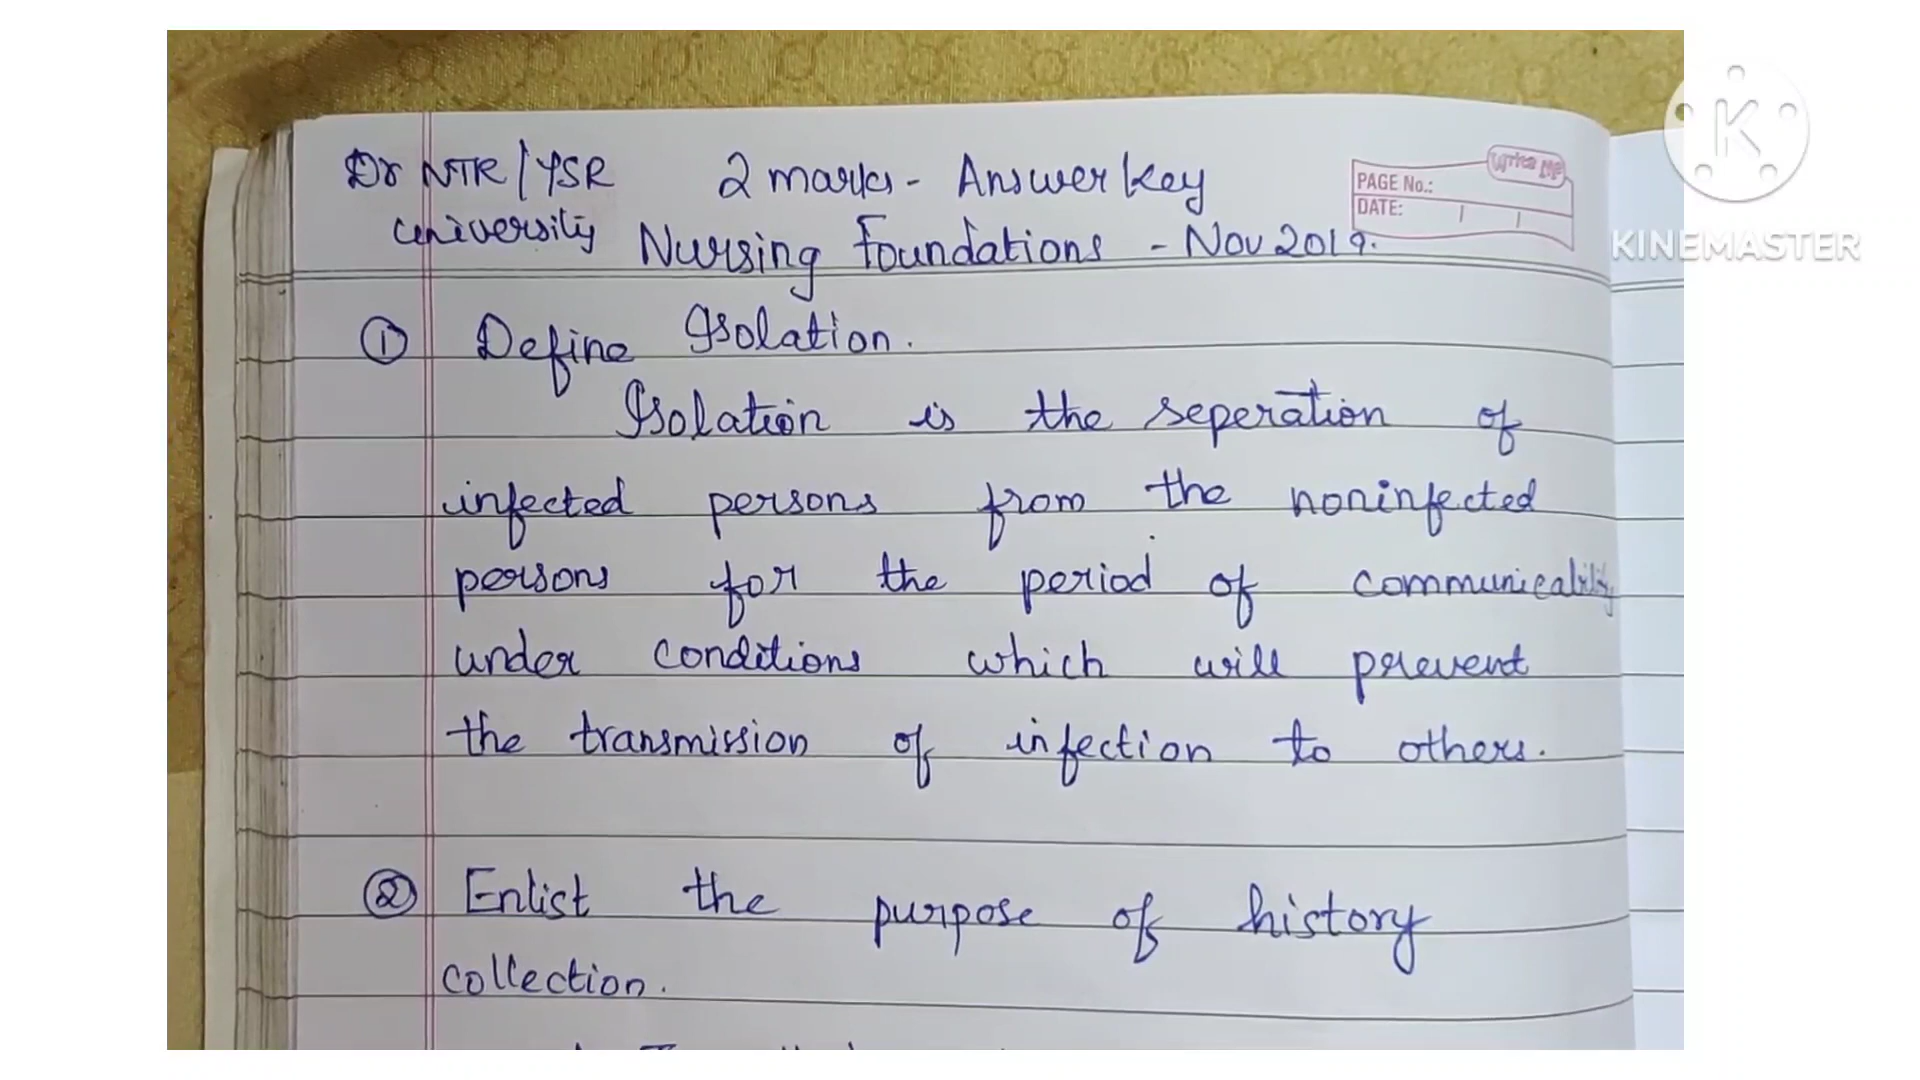 Dr NTR/YSR 2 marks - Answer key
University Nursing Foundations - Nov 2019.
PAGE No.:
DATE:
KINEMASTER
① Define Isolation.
Isolation is the seperation of
infected persons from the noninfected
persons for the period of communicability
under conditions which will prevent
the transmission of infection to others.
② Enlist the purpose of history
collection.